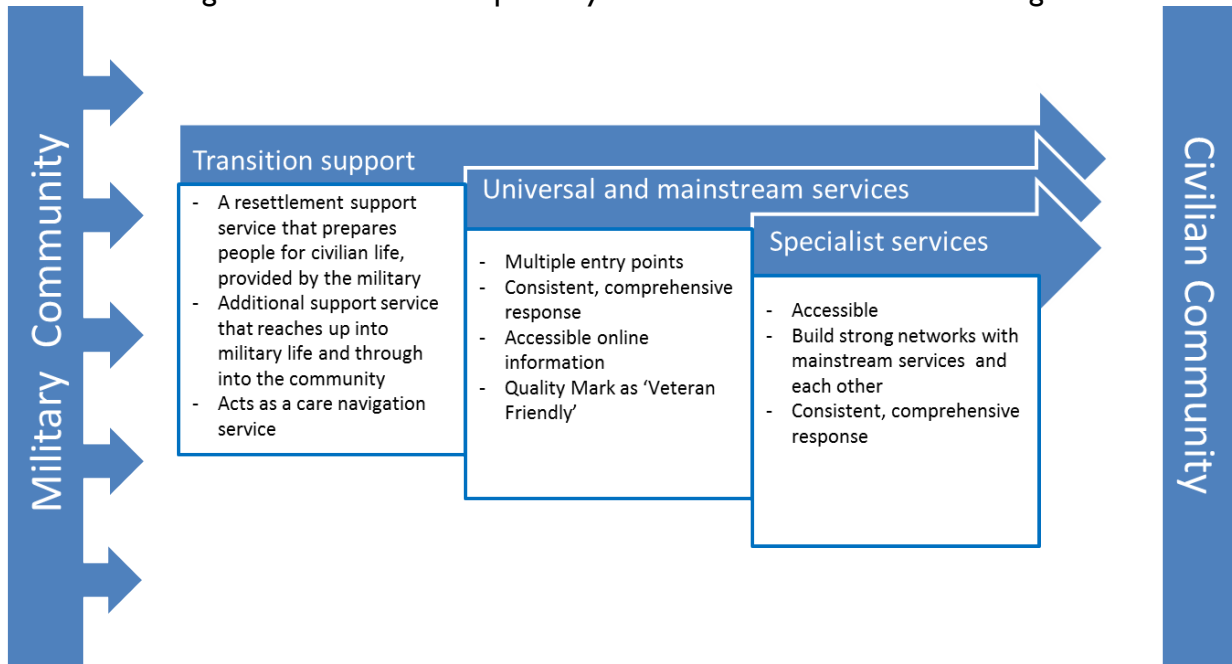 Military Community
Transition support
- A resettlement support
service that prepares
people for civilian life,
provided by the military
- Additional support service
that reaches up into
military life and through
into the community
- Acts as a care navigation
service
Universal and mainstream services
- Multiple entry points
- Consistent, comprehensive
response
- Accessible online
information
- Quality Mark as ‘Veteran
Friendly’
Specialist services
- Accessible
- Build strong networks with
mainstream services and
each other
- Consistent, comprehensive
response
Civilian Community